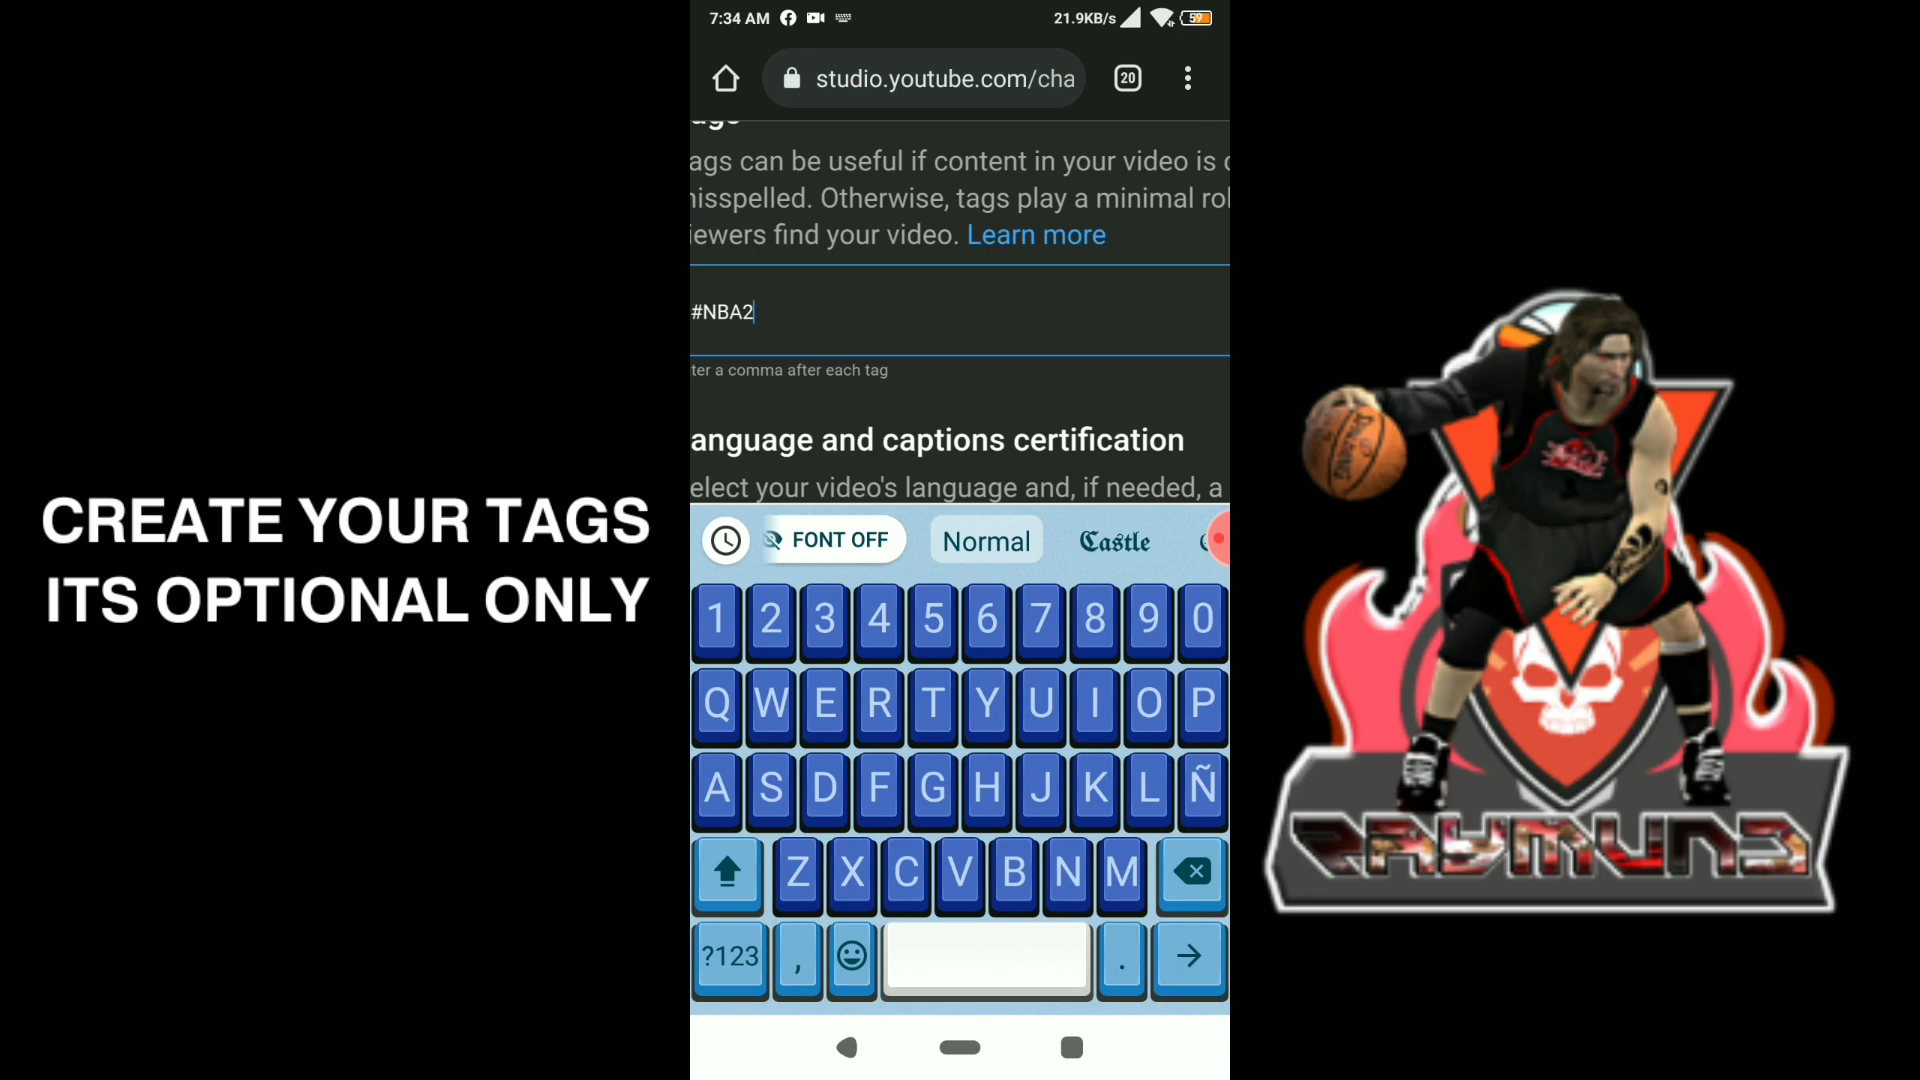 7:34 AM
21.9KB/s
59
studio.youtube.com/cha
20
ags can be useful if content in your video is
isspelled. Otherwise, tags play a minimal rol
iewers find your video. Learn more
#NBA2
ter a comma after each tag
anguage and captions certification
elect your video's language and, if needed, a
FONT OFF
Normal
Castle
1 2 3 4 5 6 7 8 9 0
Q W E R T Y U I O P
A S D F G H J K L Ñ
Z X C V B N M
?123 , .
CREATE YOUR TAGS
ITS OPTIONAL ONLY
RAYMUND